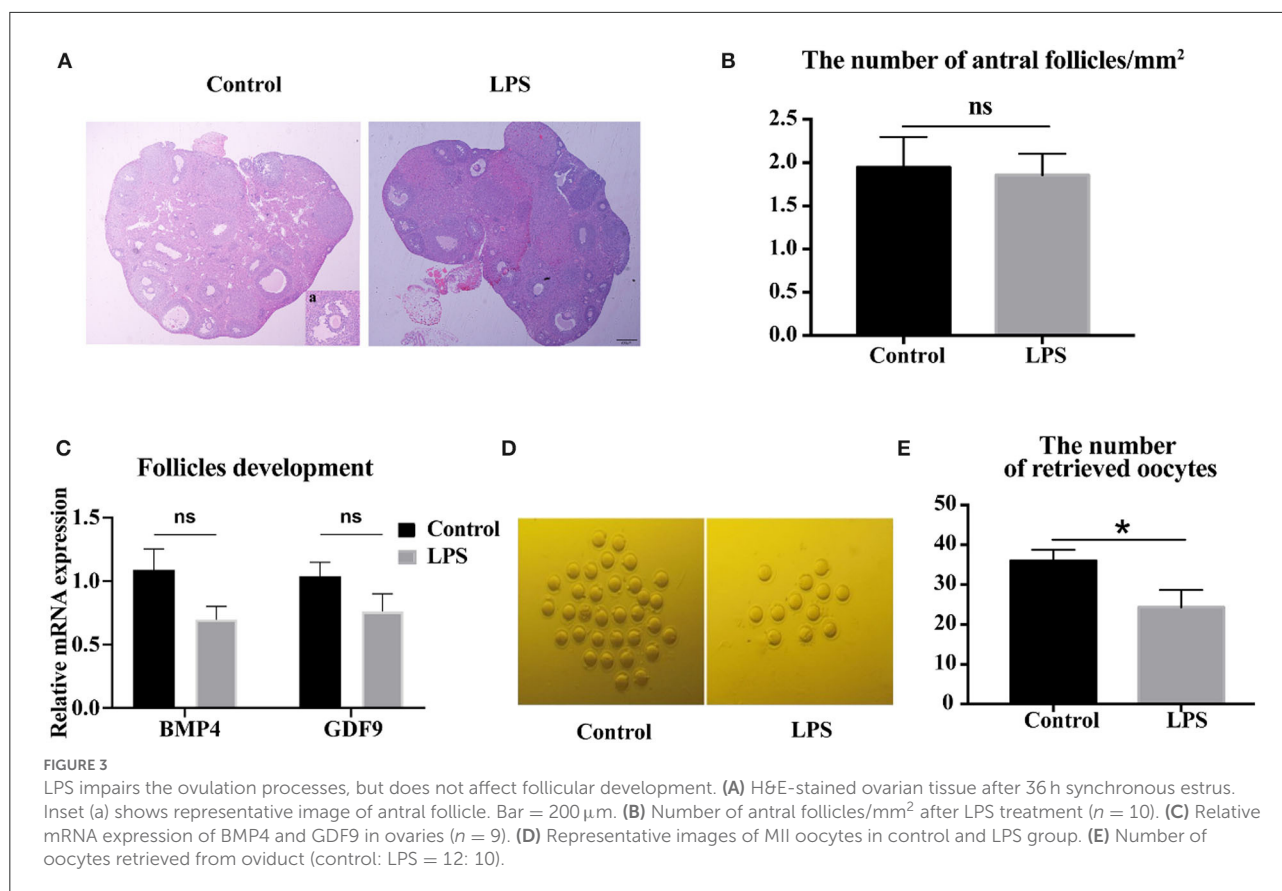 A
Control
LPS
a
B
The number of antral follicles/mm²
ns
2.5
2.0
1.5
1.0
0.5
0.0
Control
LPS
C
Follicles development
Relative mRNA expression
1.5
1.0
0.5
0.0
ns
ns
Control
LPS
BMP4
GDF9
D
Control
LPS
E
The number
of retrieved oocytes
50
40
30
20
10
0
*
Control
LPS
FIGURE 3
LPS impairs the ovulation processes, but does not affect follicular development. (A) H&E-stained ovarian tissue after 36 h synchronous estrus.
Inset (a) shows representative image of antral follicle. Bar = 200 μm. (B) Number of antral follicles/mm² after LPS treatment (n = 10). (C) Relative
mRNA expression of BMP4 and GDF9 in ovaries (n = 9). (D) Representative images of MII oocytes in control and LPS group. (E) Number of
oocytes retrieved from oviduct (control: LPS = 12: 10).